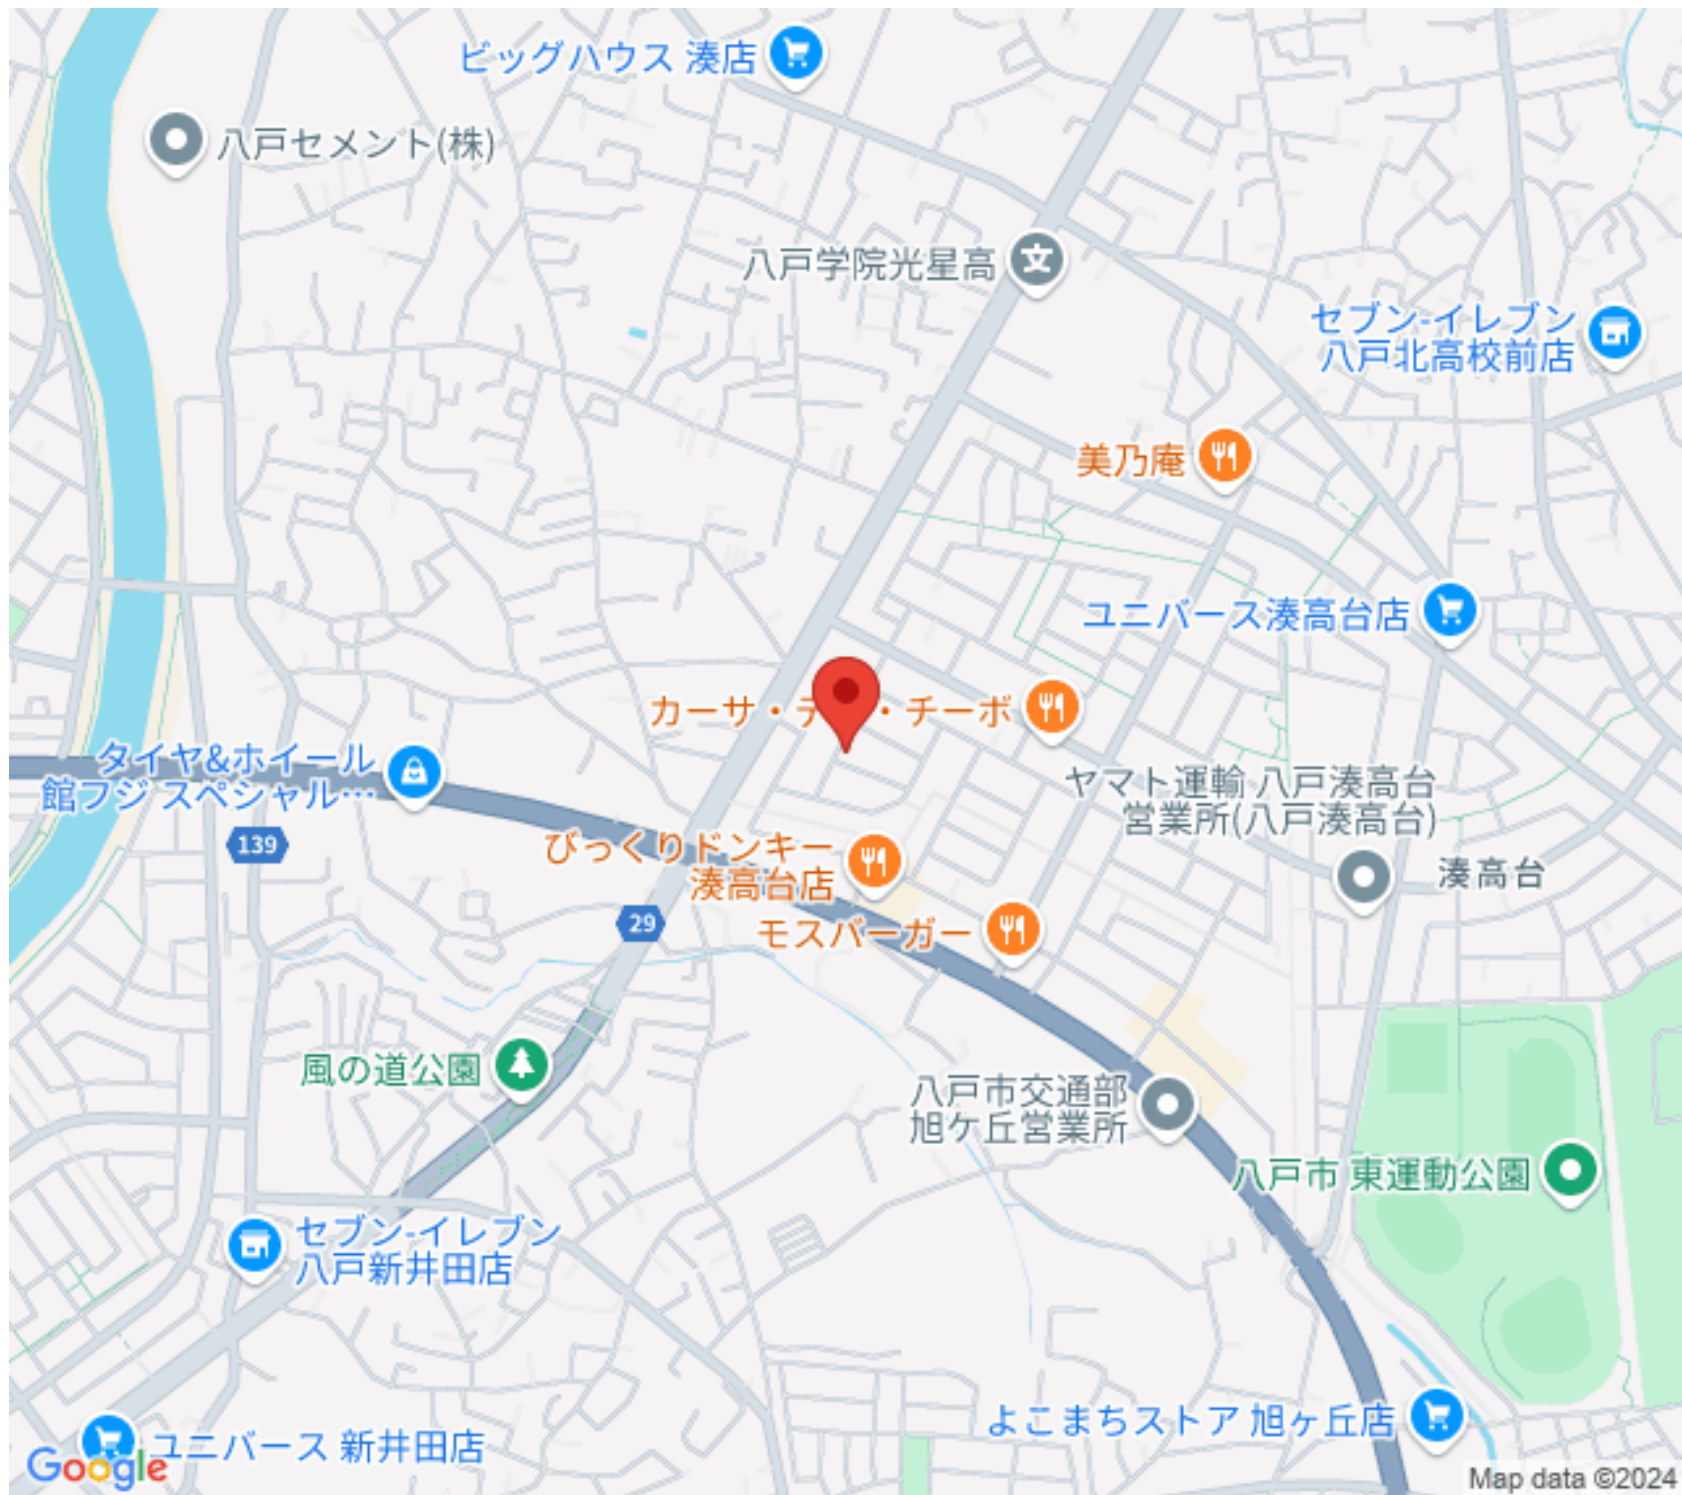 ビッグハウス 湊店
八戸セメント(株)
八戸学院光星高
セブン-イレブン
八戸北高校前店
美乃庵
ユニバース湊高台店
カーサ・デ・チーボ
タイヤ&ホイール
館フジ スペシャル…
ヤマト運輸 八戸湊高台
営業所(八戸湊高台)
139
びっくりドンキー
湊高台店
湊高台
29
モスバーガー
風の道公園
八戸市交通部
旭ケ丘営業所
八戸市 東運動公園
セブン-イレブン
八戸新井田店
よこまちストア 旭ヶ丘店
ユニバース 新井田店
Google
Map data ©2024